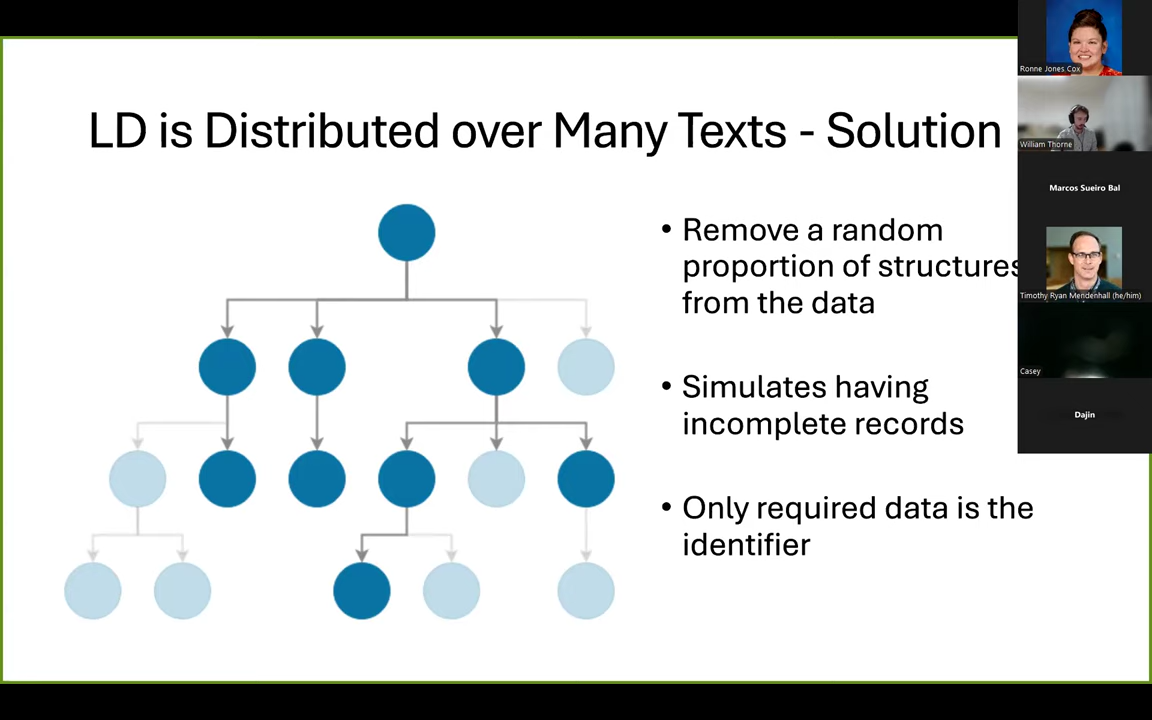 LD is Distributed over Many Texts - Solution
• Remove a random
proportion of structures
from the data
• Simulates having
incomplete records
• Only required data is the
identifier
Ronne Jones Cox
William Thorne
Marcos Sueiro Bal
Timothy Ryan Mendenhall (he/him)
Casey
Dajin